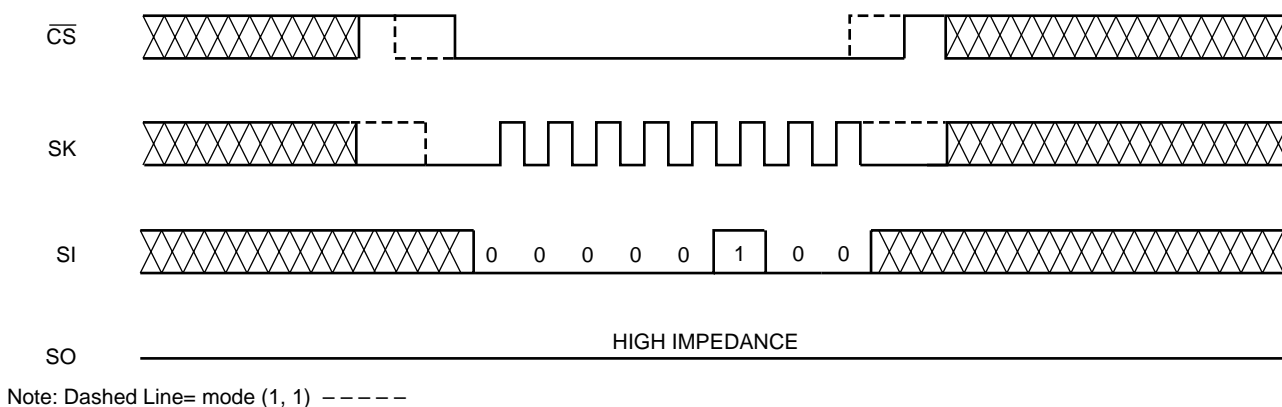 CS
SK
SI
0 0 0 0 0 1 0 0
HIGH IMPEDANCE
SO
Note: Dashed Line= mode (1, 1) – – – – –